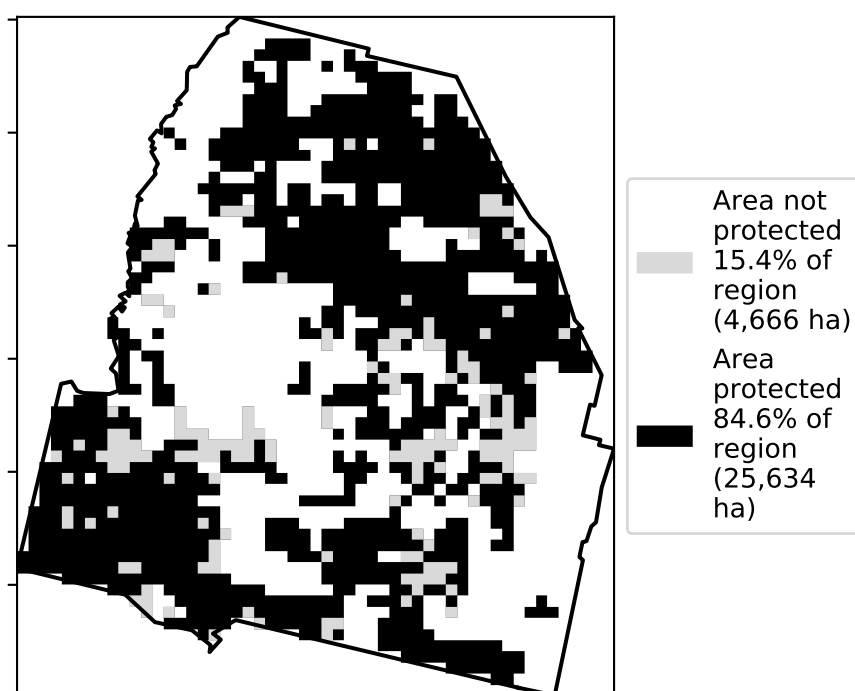 Area not
protected
15.4% of
region
(4,666 ha)
Area
protected
84.6% of
region
(25,634
ha)